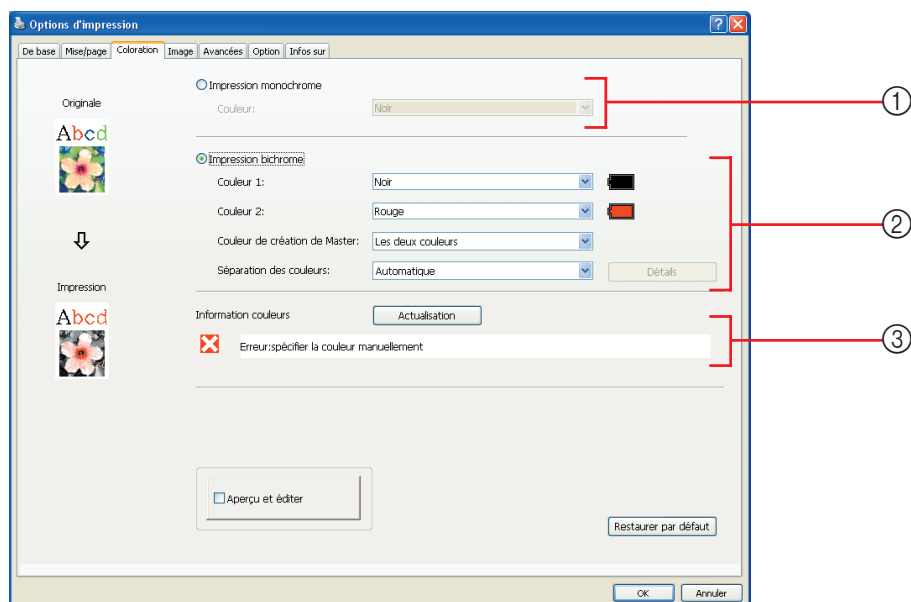 Options d'impression
De base Mise/page Coloration Image Avancées Option Infos sur
Impression monochrome
Couleur: Noir
①
Originale
Abcd
Impression bichrome
Couleur 1: Noir
Couleur 2: Rouge
Couleur de création de Master: Les deux couleurs
Séparation des couleurs: Automatique Détails
②
Impression
Abcd
Information couleurs Actualisation
Erreur:spécifier la couleur manuellement
③
Aperçu et éditer
Restaurer par défaut
OK Annuler